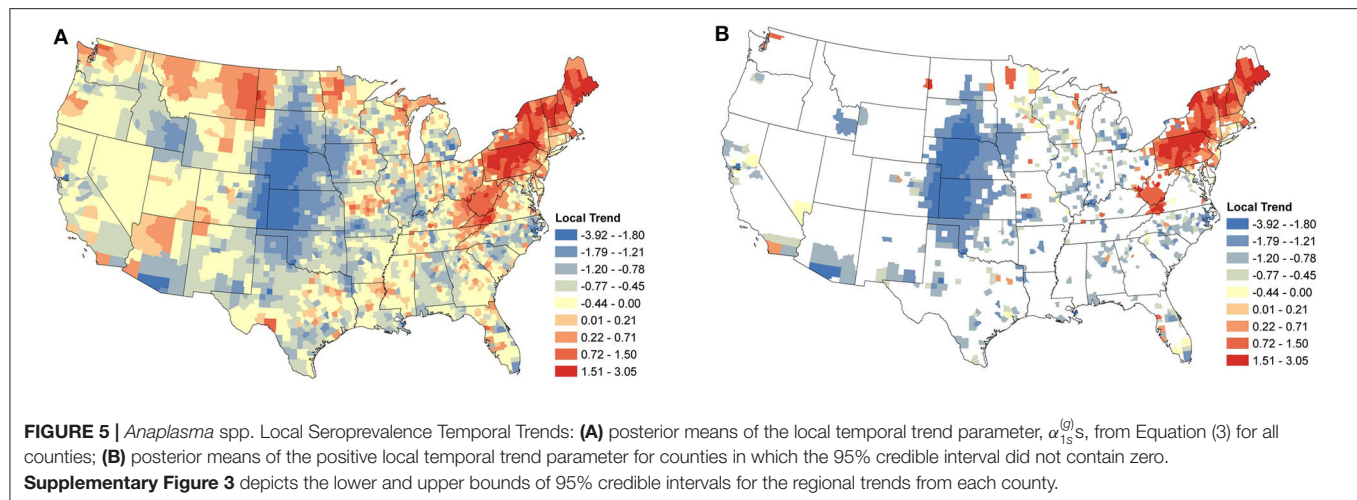 A
B
Local Trend
-3.92 - -1.80
-1.79 - -1.21
-1.20 - -0.78
-0.77 - -0.45
-0.44 - 0.00
0.01 - 0.21
0.22 - 0.71
0.72 - 1.50
1.51 - 3.05
Local Trend
-3.92 - -1.80
-1.79 - -1.21
-1.20 - -0.78
-0.77 - -0.45
-0.44 - 0.00
0.01 - 0.21
0.22 - 0.71
0.72 - 1.50
1.51 - 3.05
FIGURE 5 | Anaplasma spp. Local Seroprevalence Temporal Trends: (A) posterior means of the local temporal trend parameter, α₁ₛ⁽ᵍ⁾s, from Equation (3) for all
counties; (B) posterior means of the positive local temporal trend parameter for counties in which the 95% credible interval did not contain zero.
Supplementary Figure 3 depicts the lower and upper bounds of 95% credible intervals for the regional trends from each county.